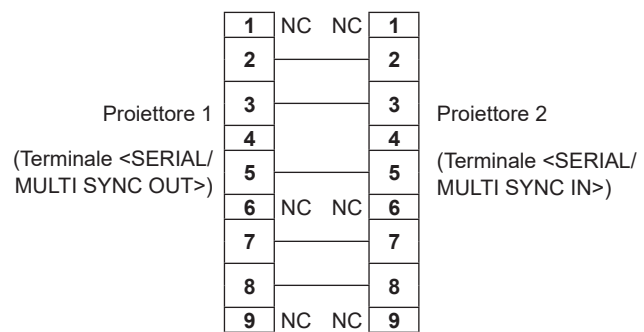 1 NC NC 1
2 2
3 3
Proiettore 1
Proiettore 2
4 4
(Terminale <SERIAL/
MULTI SYNC OUT>)
(Terminale <SERIAL/
MULTI SYNC IN>)
5 5
6 NC NC 6
7 7
8 8
9 NC NC 9